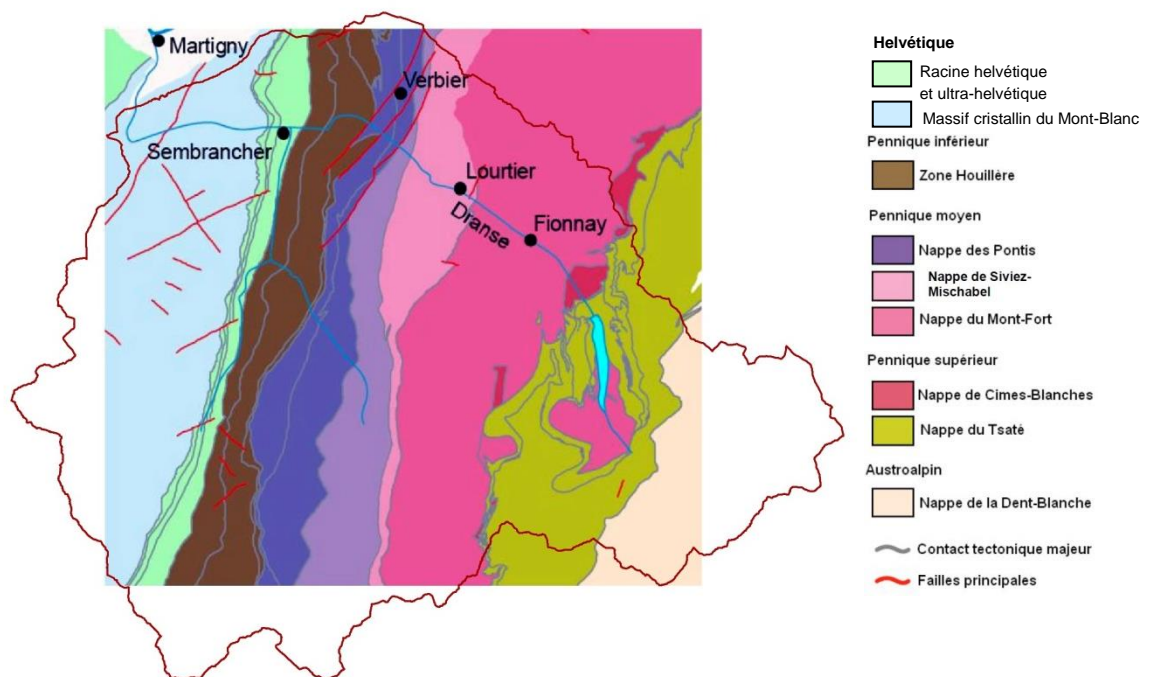 Martigny
Verbier
Sembrancher
Lourtier
Dranse
Fionnay
Helvétique
Racine helvétique
et ultra-helvétique
Massif cristallin du Mont-Blanc
Pennique inférieur
Zone Houillère
Pennique moyen
Nappe des Pontis
Nappe de Siviez-
Mischabel
Nappe du Mont-Fort
Pennique supérieur
Nappe de Cimes-Blanches
Nappe du Tsaté
Austroalpin
Nappe de la Dent-Blanche
Contact tectonique majeur
Failles principales